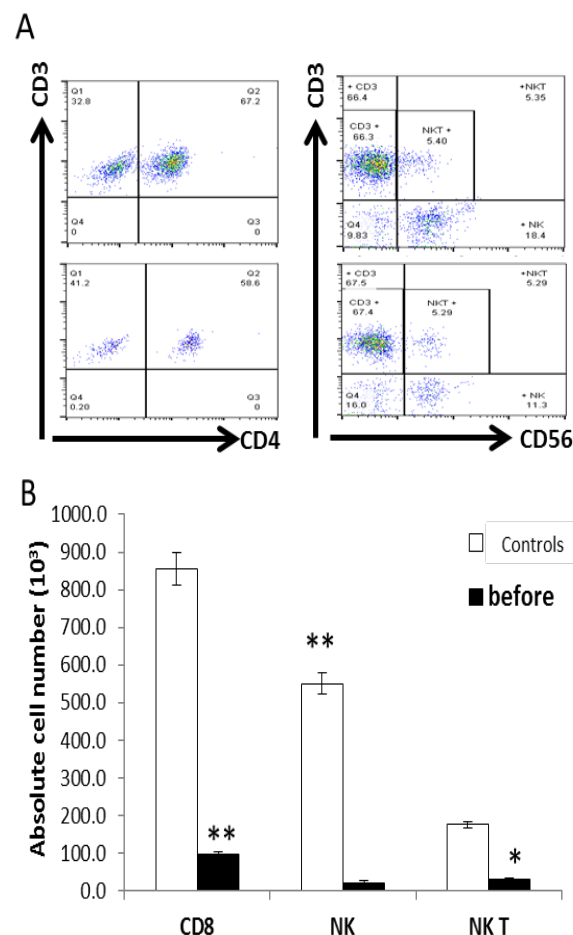 A
CD3
Q1
32.8
Q2
67.2
Q4
0
Q3
0
CD3
+ CD3
66.4
+NKT
5.35
CD3 +
66.3
NKT +
5.40
Q4
9.83
+ NK
18.4
Q1
41.2
Q2
58.6
Q4
0.20
Q3
0
CD4
+ CD3
67.5
+NKT
5.29
CD3 +
67.4
NKT +
5.29
Q4
16.0
+ NK
11.3
CD56
B
Absolute cell number (10³)
1000.0
900.0
800.0
700.0
600.0
500.0
400.0
300.0
200.0
100.0
0.0
**
**
*
Controls
before
CD8
NK
NK T